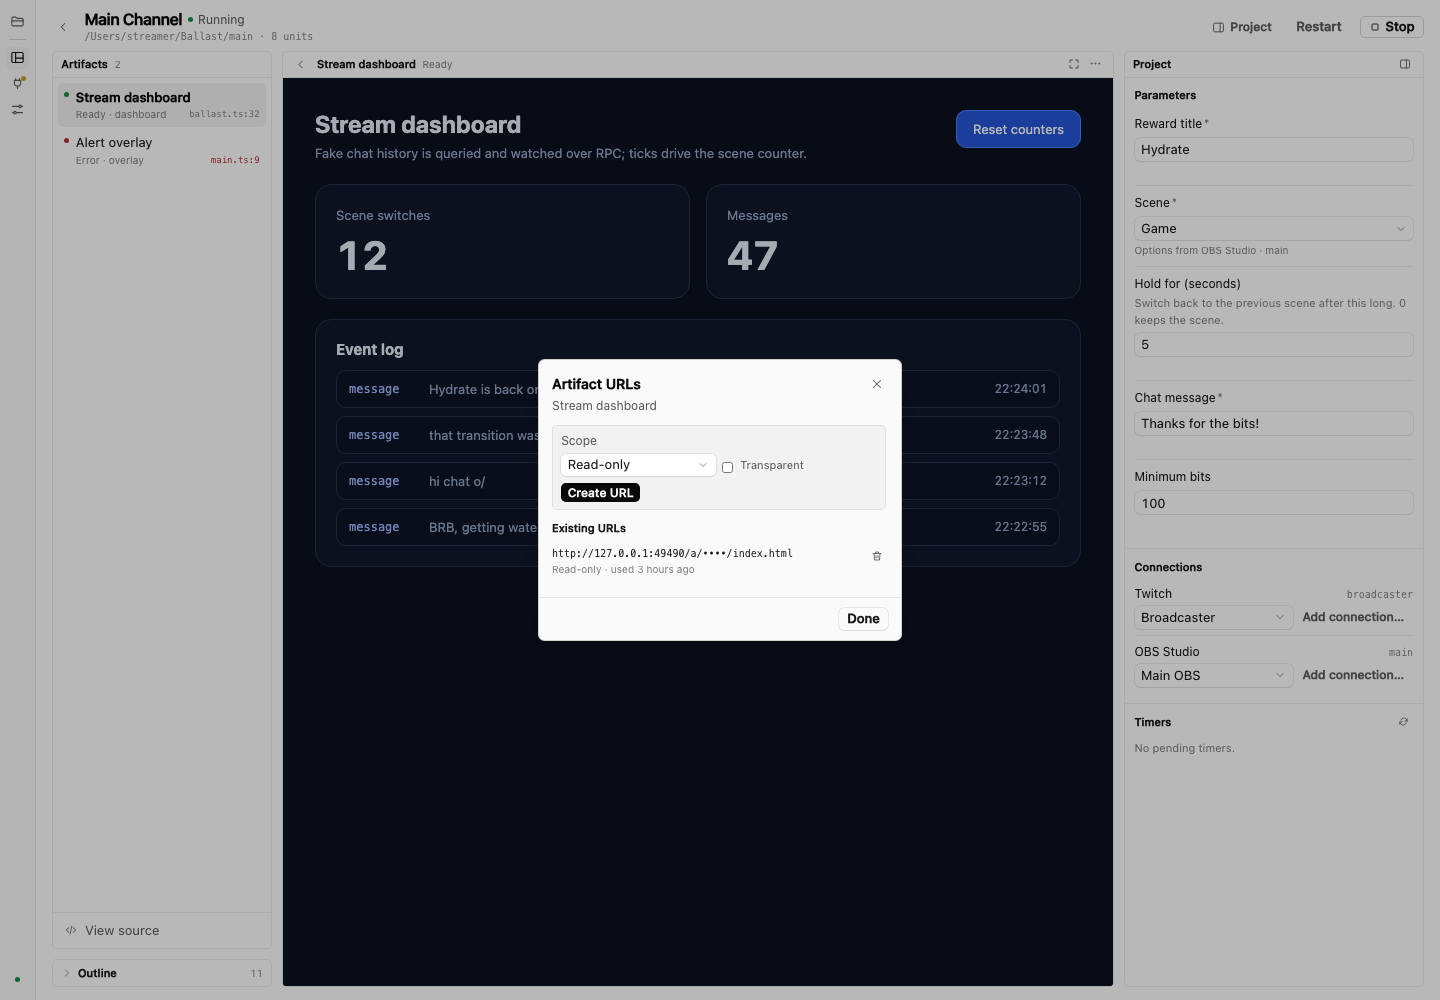 Main Channel Running
/Users/streamer/Ballast/main · 8 units
Project
Restart
Stop
Artifacts 2
Stream dashboard
Ready · dashboard ballast.ts:32
Alert overlay
Error · overlay main.ts:9
View source
Outline 11
Stream dashboard Ready
Stream dashboard
Fake chat history is queried and watched over RPC; ticks drive the scene counter.
Reset counters
Scene switches
12
Messages
47
Event log
message Hydrate is back on 22:24:01
message that transition was 22:23:48
message hi chat o/ 22:23:12
message BRB, getting wate 22:22:55
Artifact URLs
Stream dashboard
Scope
Read-only
Transparent
Create URL
Existing URLs
http://127.0.0.1:49490/a/••••/index.html
Read-only · used 3 hours ago
Done
Project
Parameters
Reward title*
Hydrate
Scene*
Game
Options from OBS Studio · main
Hold for (seconds)
Switch back to the previous scene after this long. 0
keeps the scene.
5
Chat message*
Thanks for the bits!
Minimum bits
100
Connections
Twitch broadcaster
Broadcaster Add connection...
OBS Studio main
Main OBS Add connection...
Timers
No pending timers.